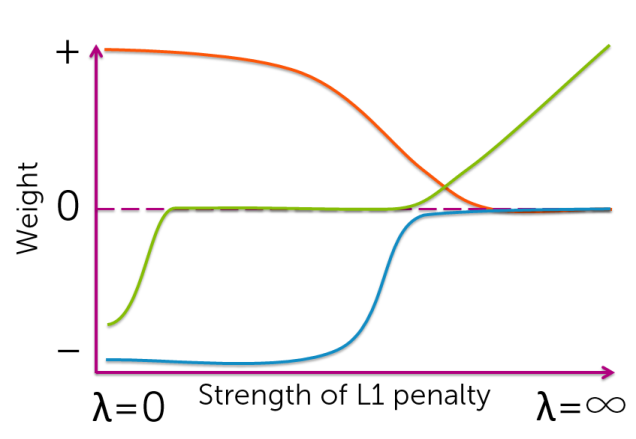 +
Weight
0
–
Strength of L1 penalty
λ=0
λ=∞